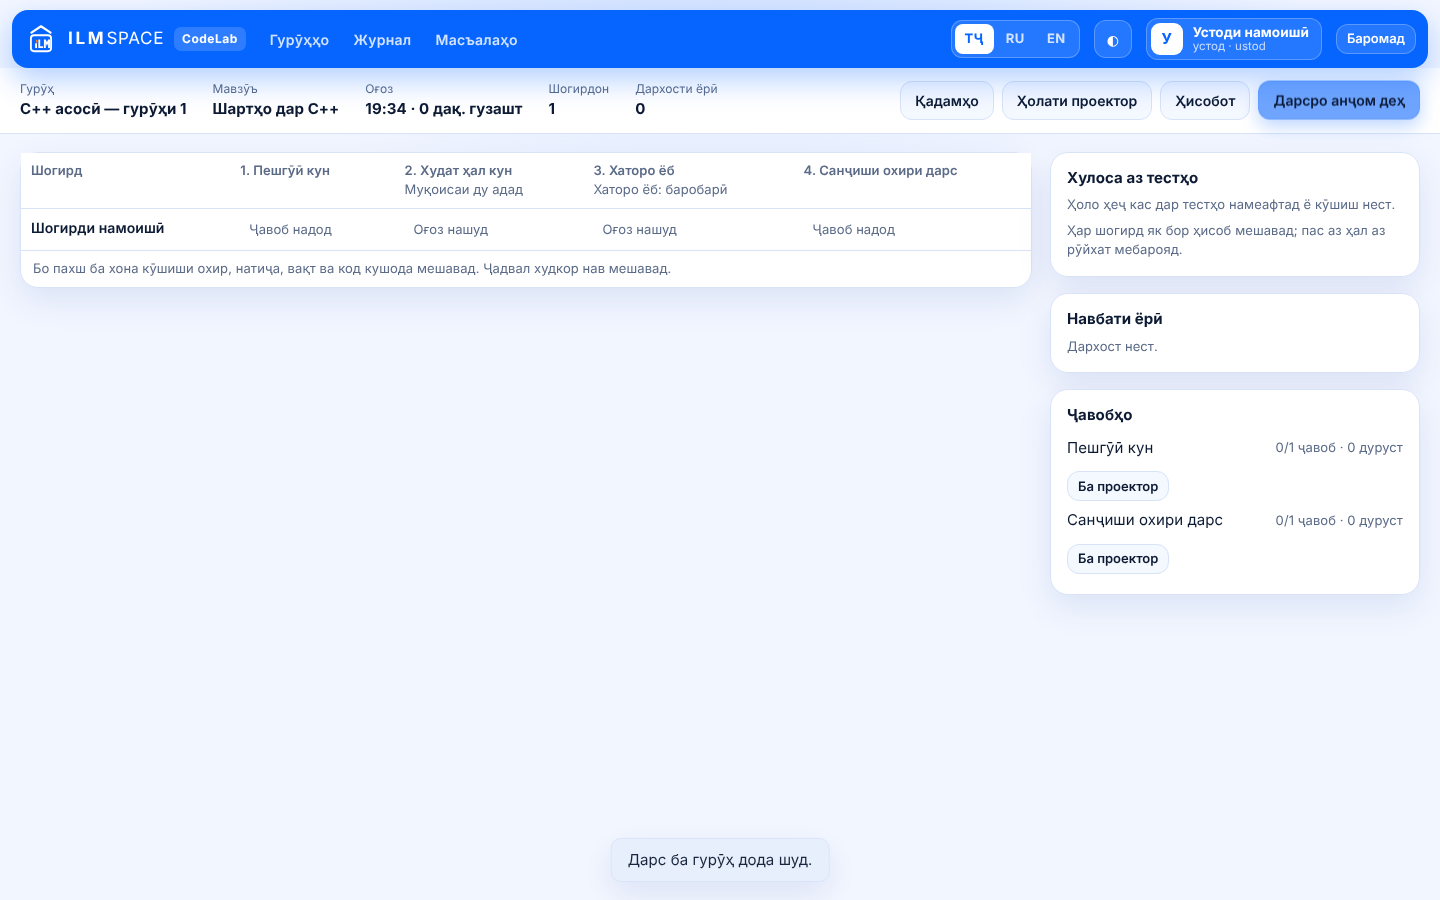 ILMSPACE CodeLab Гурӯҳҳо Журнал Масъалаҳо ТҶ RU EN У Устоди намоишӣ Баромад
устод · ustod
Гурӯҳ Мавзӯъ Оғоз Шогирдон Дархости ёрӣ
C++ асосӣ — гурӯҳи 1 Шартҳо дар C++ 19:34 · 0 дақ. гузашт 1 0
Қадамҳо Ҳолати проектор Ҳисобот Дарсро анҷом деҳ
Шогирд 1. Пешгӯӣ кун 2. Худат ҳал кун 3. Хаторо ёб 4. Санҷиши охири дарс
Муқоисаи ду адад Хаторо ёб: баробарӣ
Шогирди намоишӣ Ҷавоб надод Оғоз нашуд Оғоз нашуд Ҷавоб надод
Бо пахш ба хона кӯшиши охир, натиҷа, вақт ва код кушода мешавад. Ҷадвал худкор нав мешавад.
Хулоса аз тестҳо
Ҳоло ҳеҷ кас дар тестҳо намеафтад ё кӯшиш нест.
Ҳар шогирд як бор ҳисоб мешавад; пас аз ҳал аз
рӯйхат мебарояд.
Навбати ёрӣ
Дархост нест.
Ҷавобҳо
Пешгӯӣ кун 0/1 ҷавоб · 0 дуруст
Ба проектор
Санҷиши охири дарс 0/1 ҷавоб · 0 дуруст
Ба проектор
Дарс ба гурӯҳ дода шуд.